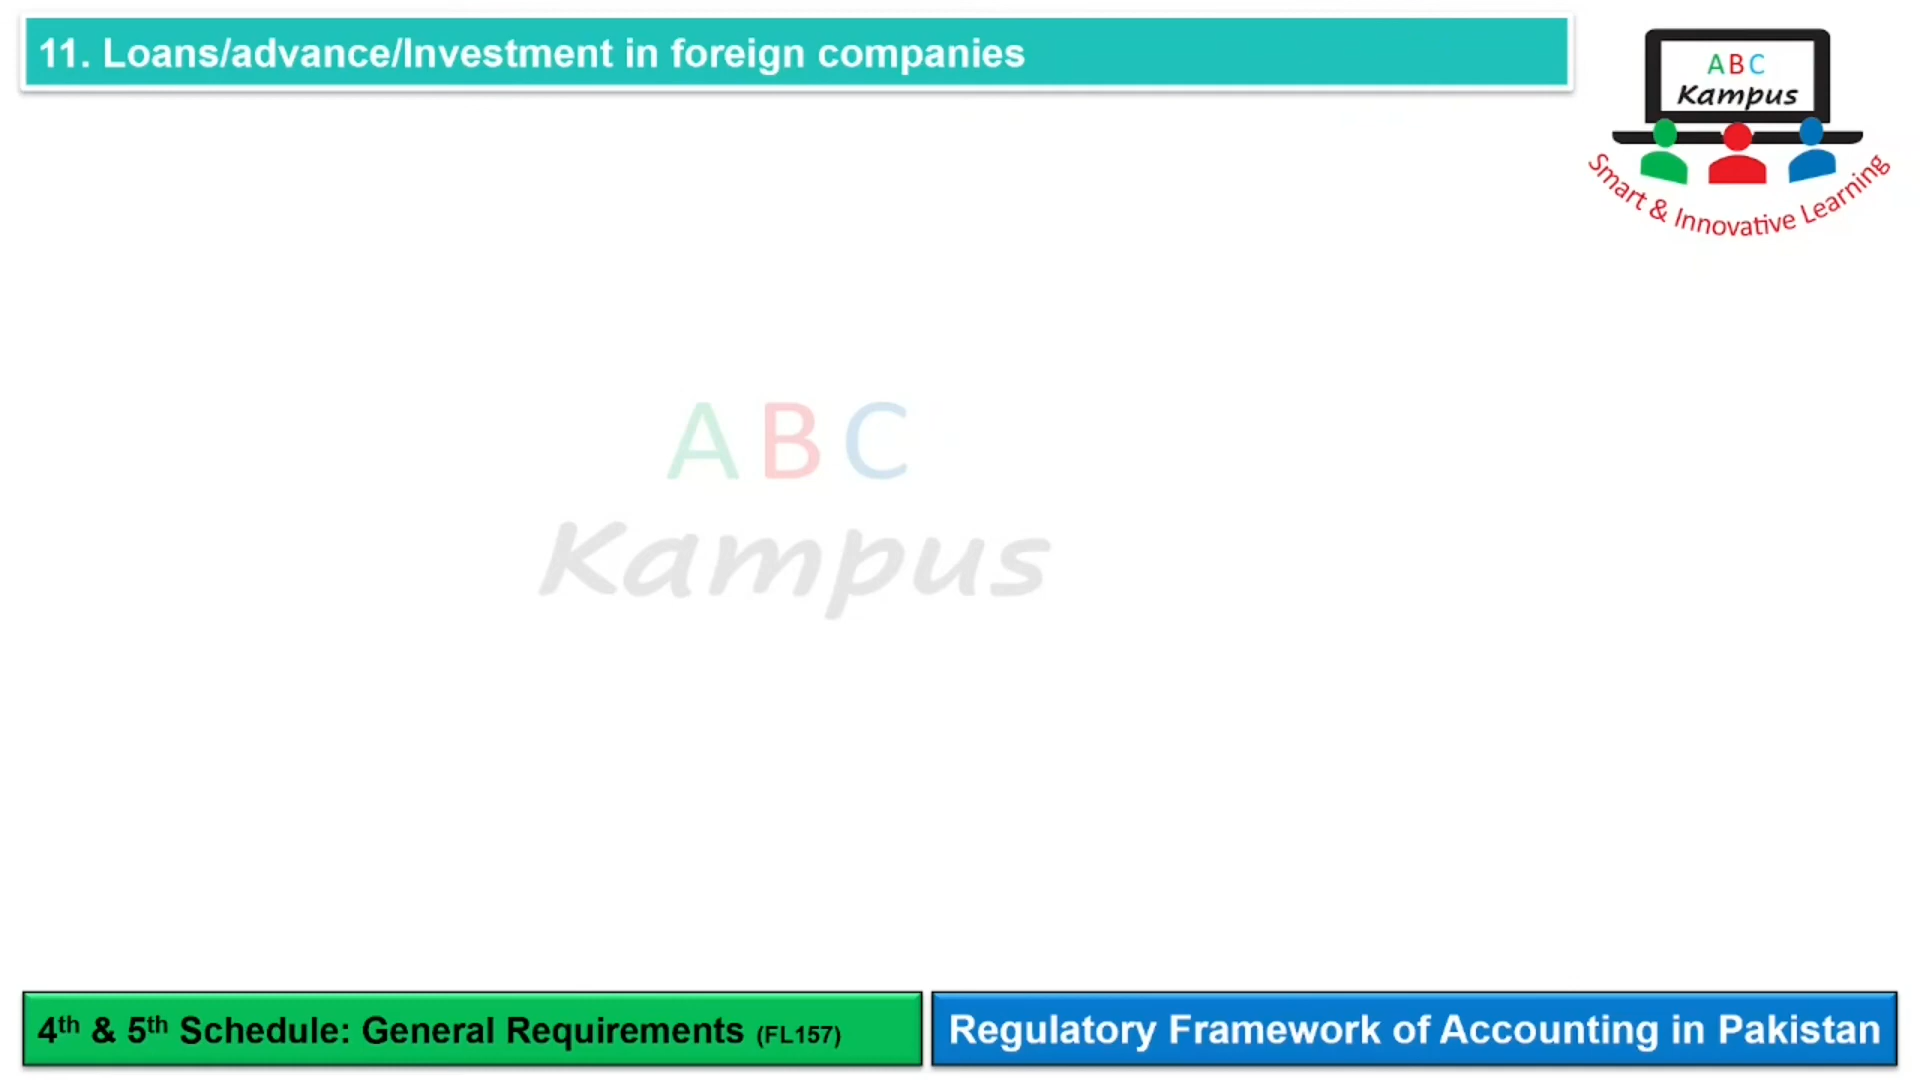 11. Loans/advance/Investment in foreign companies
ABC
Kampus
Smart & Innovative Learning
ABC
Kampus
4th & 5th Schedule: General Requirements (FL157)
Regulatory Framework of Accounting in Pakistan